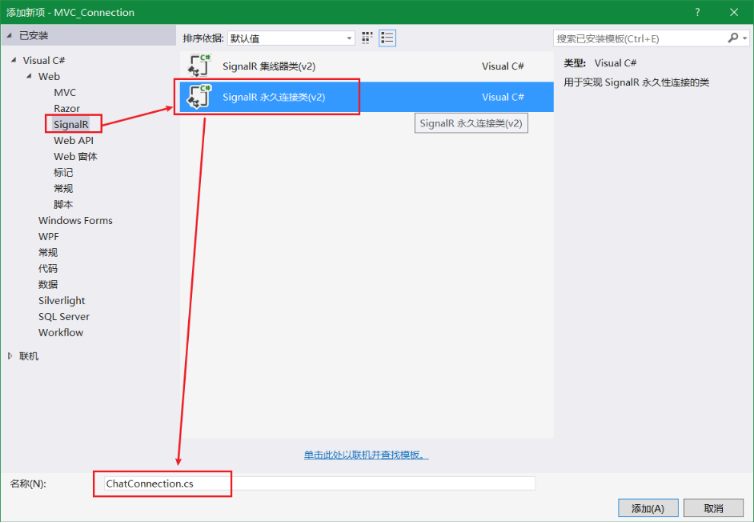 添加新项 - MVC_Connection
? ×
已安装
排序依据: 默认值
搜索已安装模板(Ctrl+E)
Visual C#
Web
MVC
Razor
SignalR
Web API
Web 窗体
标记
常规
脚本
Windows Forms
WPF
常规
代码
数据
Silverlight
SQL Server
Workflow
联机
SignalR 集线器类(v2) Visual C#
SignalR 永久连接类(v2) Visual C#
SignalR 永久连接类(v2)
类型: Visual C#
用于实现 SignalR 永久性连接的类
单击此处以联机并查找模板。
名称(N): ChatConnection.cs
添加(A) 取消